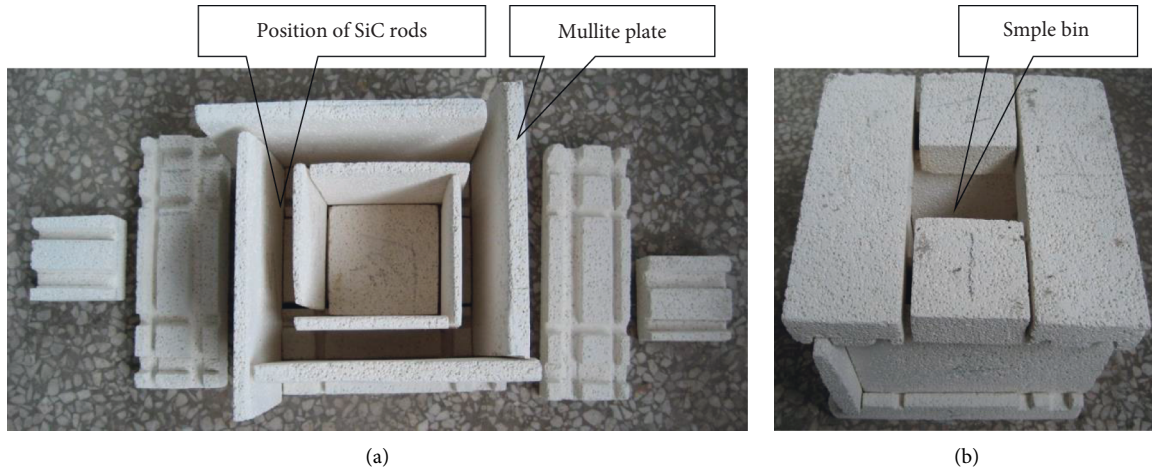 Position of SiC rods
Mullite plate
Smple bin
(a)
(b)